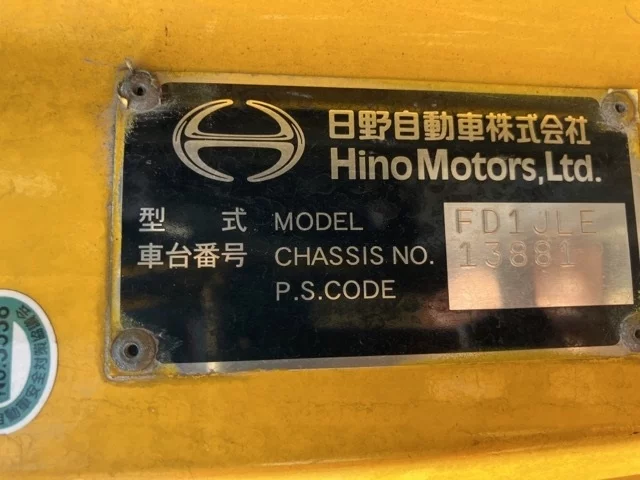 日野自動車株式会社
Hino Motors, Ltd.
型 式 MODEL FD1JLE
車台番号 CHASSIS NO. 13881
P.S.CODE